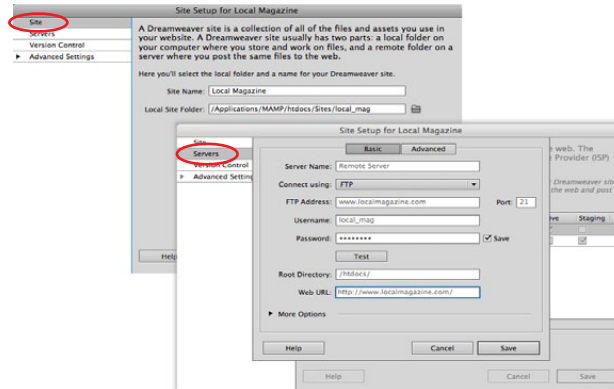 Site Setup for Local Magazine
Site
Servers
Version Control
Advanced Settings
A Dreamweaver site is a collection of all of the files and assets you use in
your website. A Dreamweaver site usually has two parts: a local folder on
your computer where you store and work on files, and a remote folder on a
server where you post the same files to the web.
Here you'll select the local folder and a name for your Dreamweaver site.
Site Name: Local Magazine
Local Site Folder: /Applications/MAMP/htdocs/Sites/local_mag
Help
Site Setup for Local Magazine
Site
Servers
Version Control
Advanced Setting
Basic
Advanced
Server Name: Remote Server
Connect using: FTP
FTP Address: www.localmagazine.com
Port: 21
Username: local_mag
Password: ••••••••
Save
Test
Root Directory: /htdocs/
Web URL: http://www.localmagazine.com/
More Options
Help
Cancel
Save
web. The
Provider (ISP)
Dreamweaver site
the web and post
Staging
Help
Cancel
Save